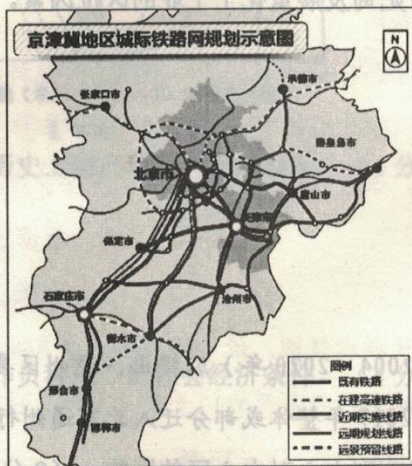 京津冀地区城际铁路网规划示意图
N
张家口市
承德市
秦皇岛市
北京市
唐山市
天津市
保定市
石家庄市
沧州市
衡水市
邢台市
邯郸市
图例
既有铁路
在建高速铁路
近期实施线路
远期规划线路
远景预留线路